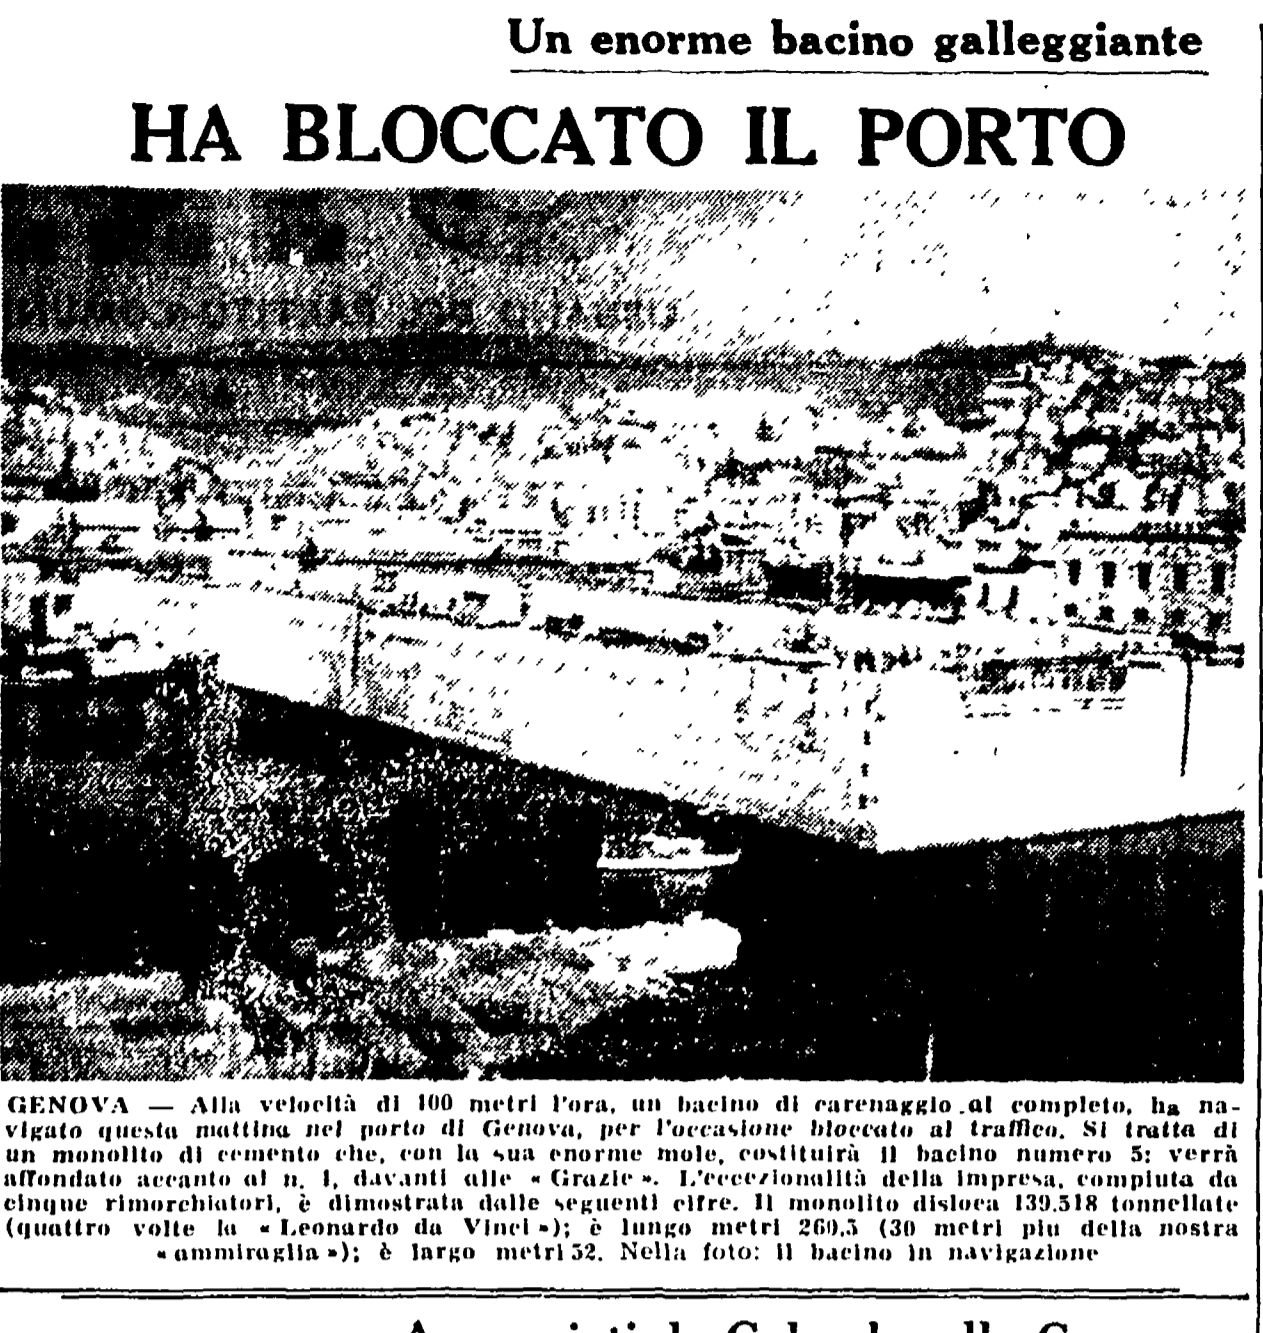 Un enorme bacino galleggiante
HA BLOCCATO IL PORTO
GENOVA — Alla velocità di 100 metri l'ora, un bacino di carenaggio al completo, ha na-
vigato questa mattina nel porto di Genova, per l'occasione bloccato al traffico. Si tratta di
un monolito di cemento che, con la sua enorme mole, costituirà il bacino numero 5; verrà
affondato accanto al n. 1, davanti alle « Grazie ». L'eccezionalità della impresa, compiuta da
cinque rimorchiatori, è dimostrata dalle seguenti cifre. Il monolito disloca 139.518 tonnellate
(quattro volte la « Leonardo da Vinci »); è lungo metri 260,5 (30 metri più della nostra
« ammiraglia »); è largo metri 52. Nella foto: il bacino in navigazione